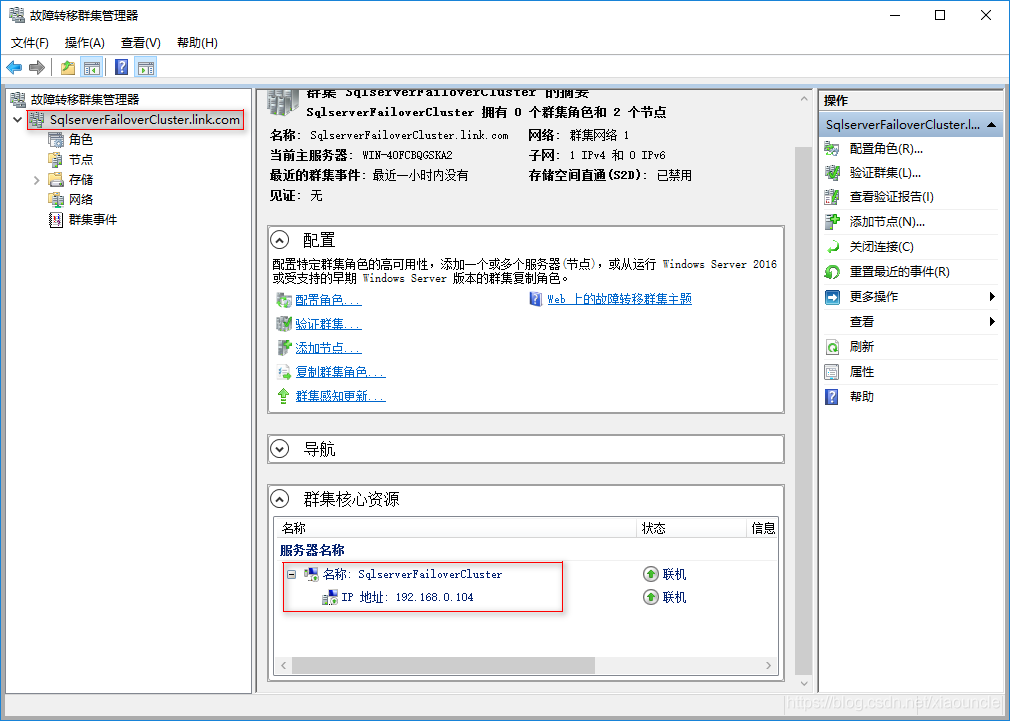 故障转移群集管理器
文件(F) 操作(A) 查看(V) 帮助(H)
故障转移群集管理器
SqlserverFailoverCluster.link.com
角色
节点
存储
网络
群集事件
群集 SqlserverFailoverCluster 的摘要
SqlserverFailoverCluster 拥有 0 个群集角色和 2 个节点
名称: SqlserverFailoverCluster.link.com 网络: 群集网络 1
当前主服务器: WIN-4OFCBQGSKA2 子网: 1 IPv4 和 0 IPv6
最近的群集事件: 最近一小时内没有 存储空间直通(S2D): 已禁用
见证: 无
配置
配置特定群集角色的高可用性，添加一个或多个服务器(节点)，或从运行 Windows Server 2016
或受支持的早期 Windows Server 版本的群集复制角色。
配置角色... Web 上的故障转移群集主题
验证群集...
添加节点...
复制群集角色...
群集感知更新...
导航
群集核心资源
名称 状态 信息
服务器名称
名称: SqlserverFailoverCluster 联机
IP 地址: 192.168.0.104 联机
操作
SqlserverFailoverCluster.l...
配置角色(R)...
验证群集(L)...
查看验证报告(I)
添加节点(N)...
关闭连接(C)
重置最近的事件(R)
更多操作
查看
刷新
属性
帮助
https://blog.csdn.net/xiaouncle